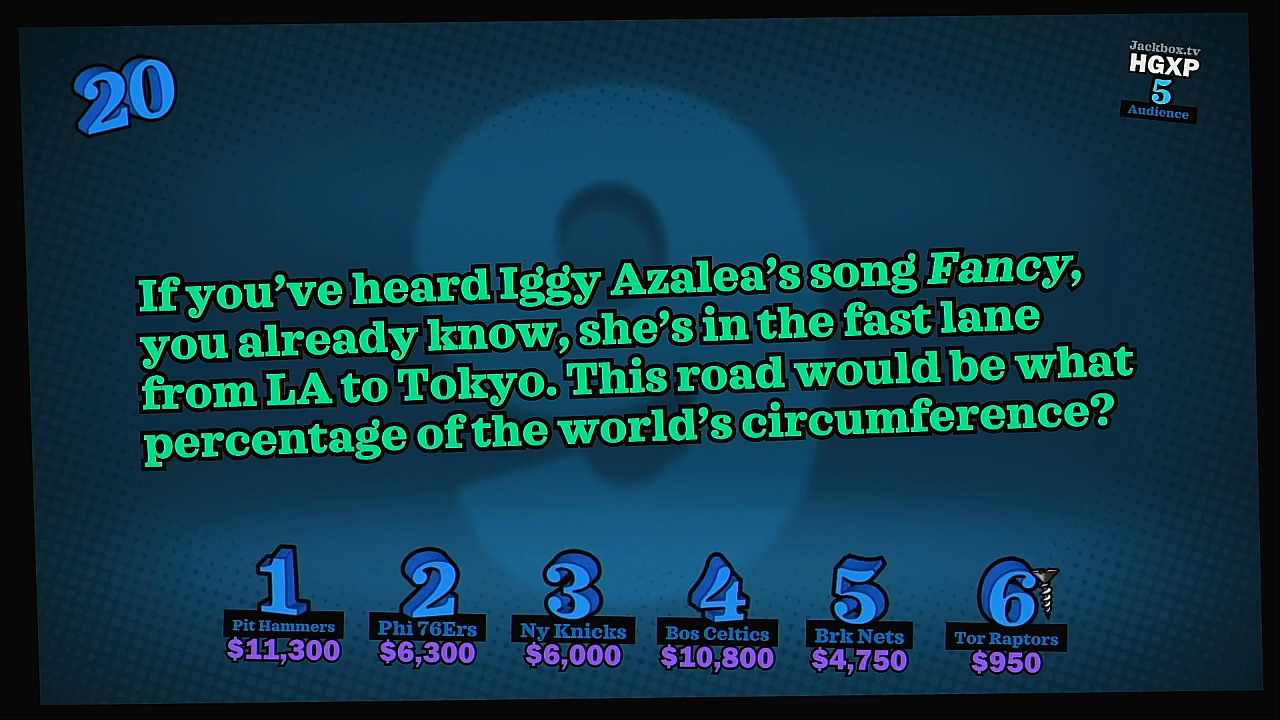 20
Jackbox.tv
HGXP
5
Audience
9
If you've heard Iggy Azalea's song Fancy,
you already know, she's in the fast lane
from LA to Tokyo. This road would be what
percentage of the world's circumference?
1
Pit Hammers
$11,300
2
Phi 76Ers
$6,300
3
Ny Knicks
$6,000
4
Bos Celtics
$10,800
5
Brk Nets
$4,750
6
Tor Raptors
$950